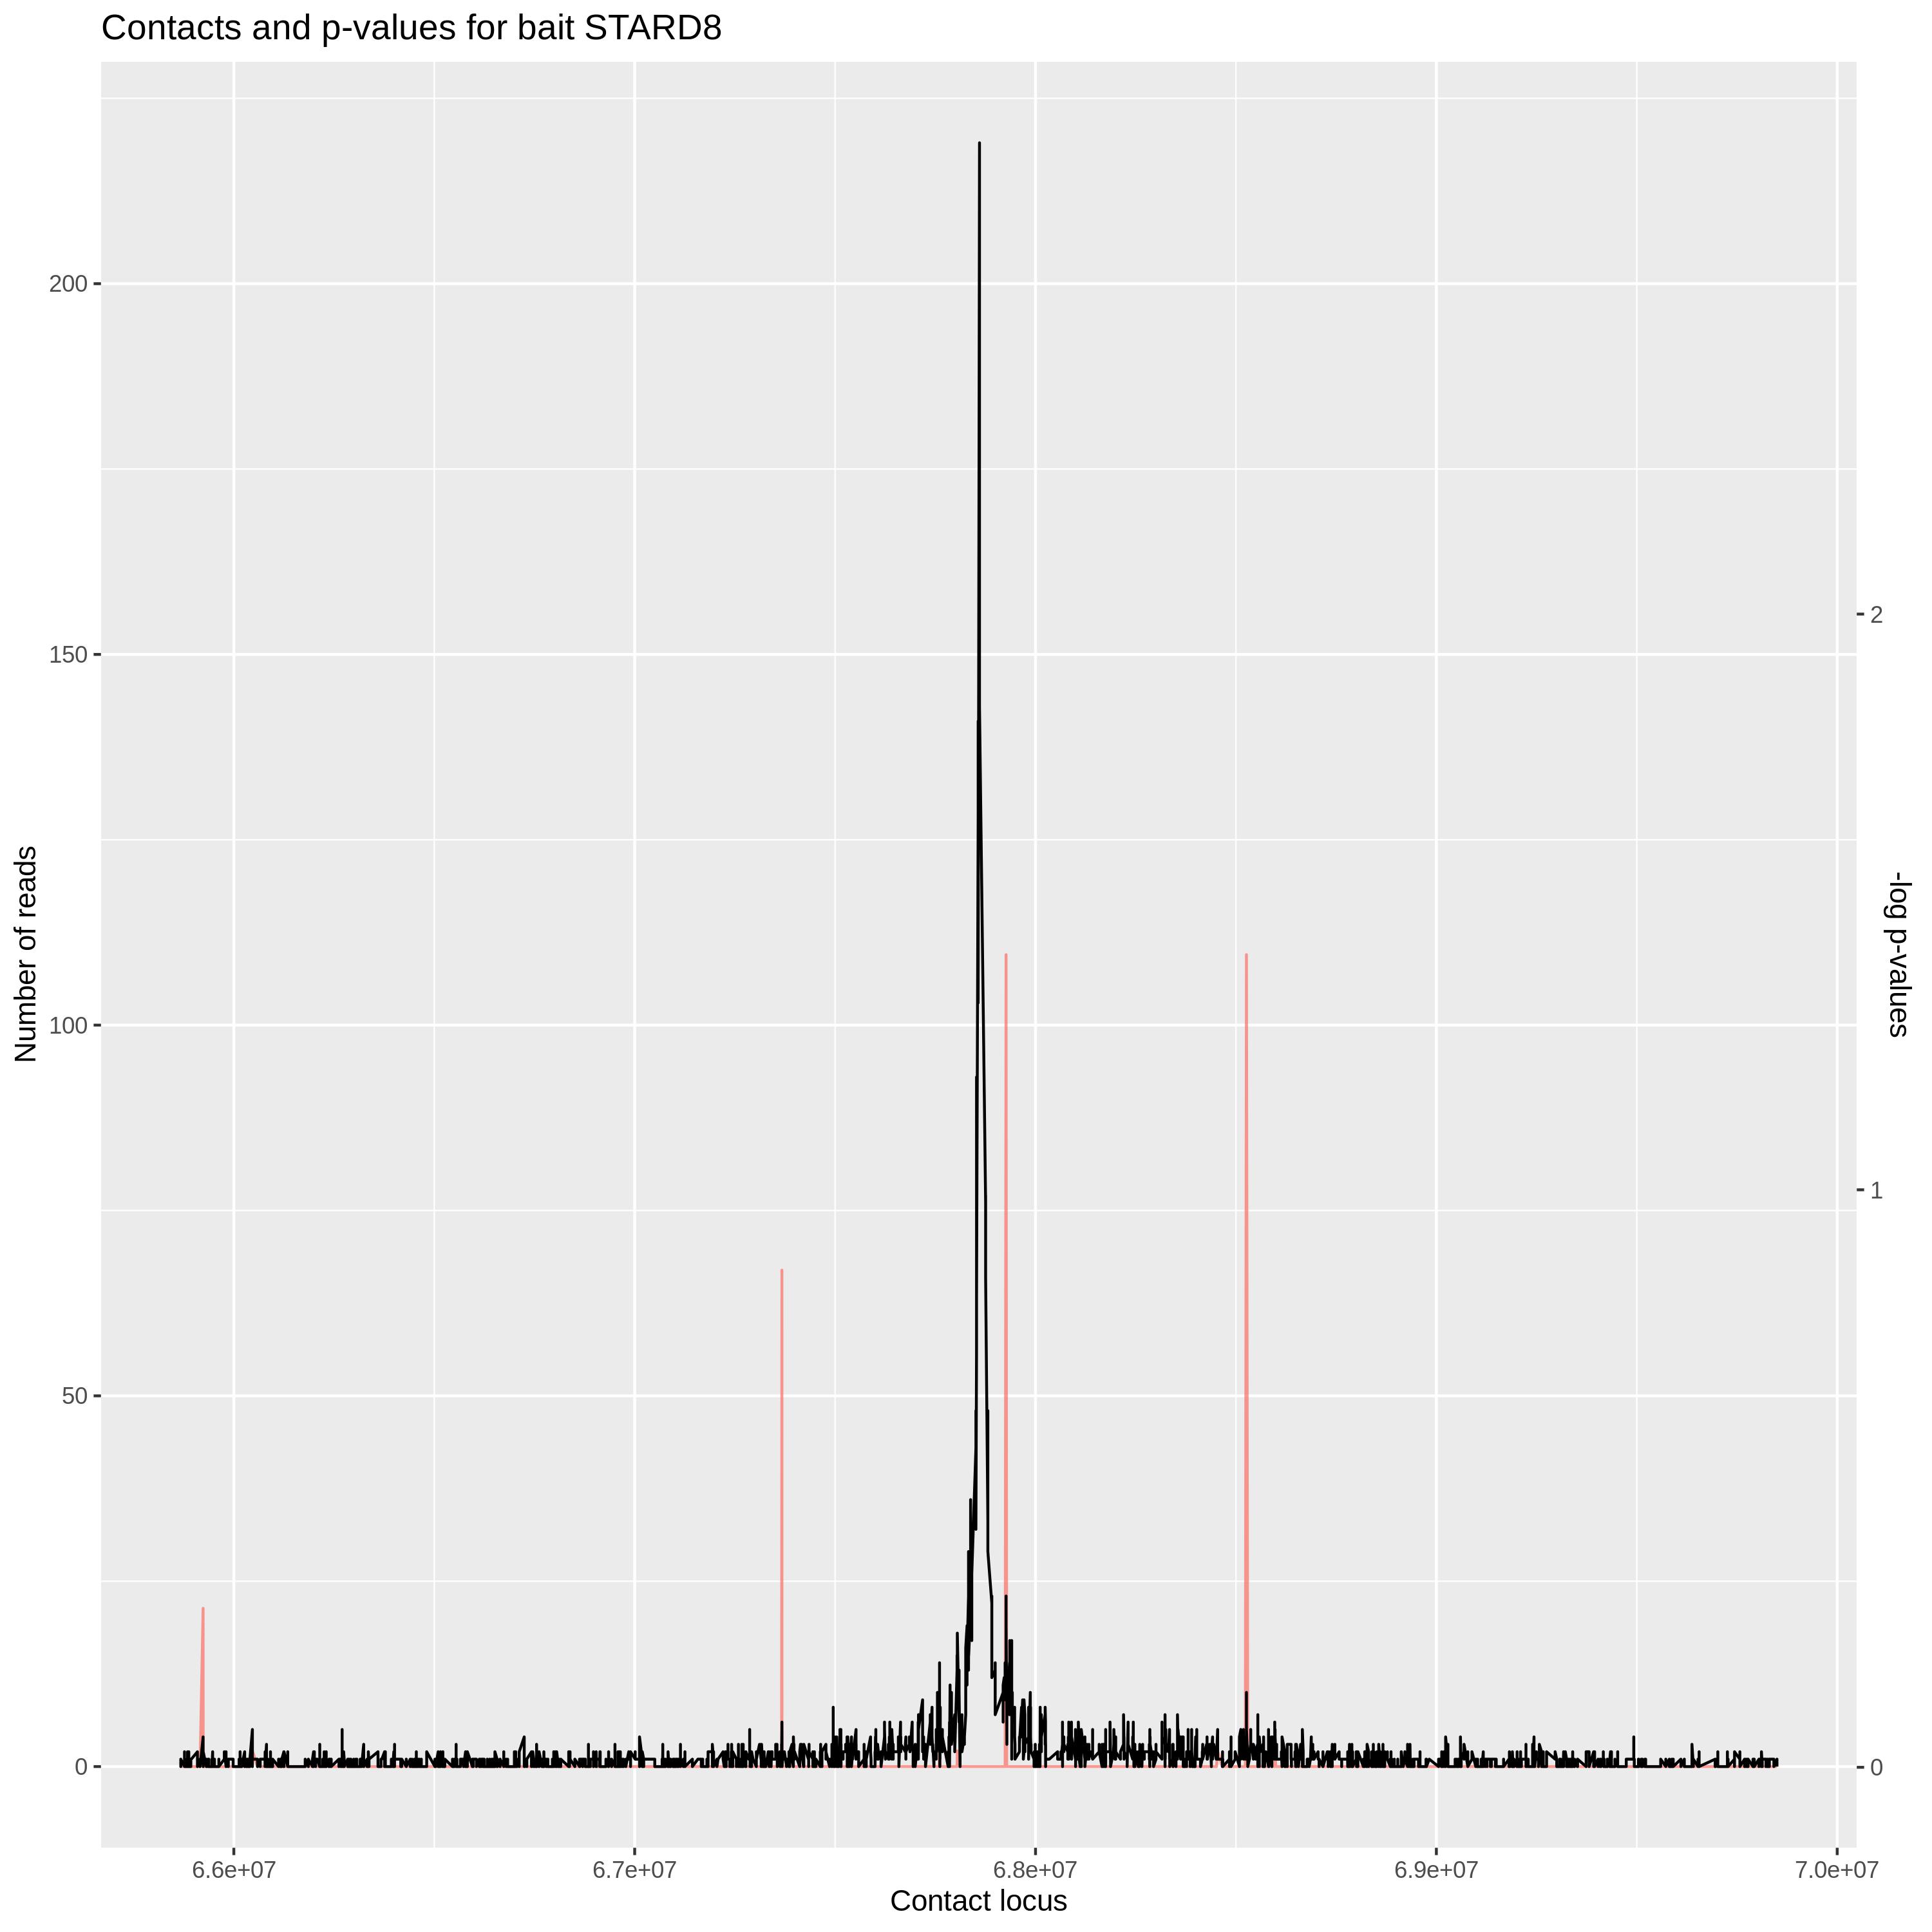 Contacts and p-values for bait STARD8
200
150
100
50
0
Number of reads
2
1
0
-log p-values
6.6e+07
6.7e+07
6.8e+07
6.9e+07
7.0e+07
Contact locus